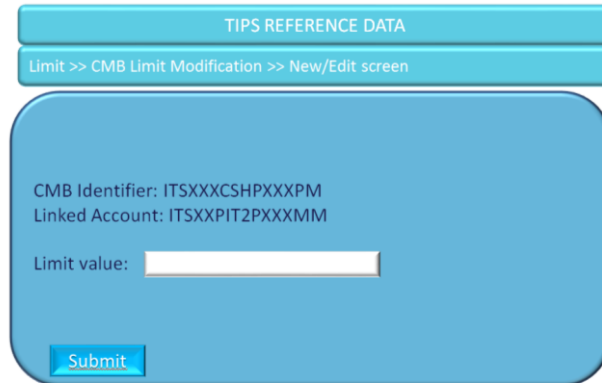 TIPS REFERENCE DATA
Limit >> CMB Limit Modification >> New/Edit screen
CMB Identifier: ITSXXXCSHPXXXPM
Linked Account: ITSXXPIT2PXXXMM
Limit value:
Submit